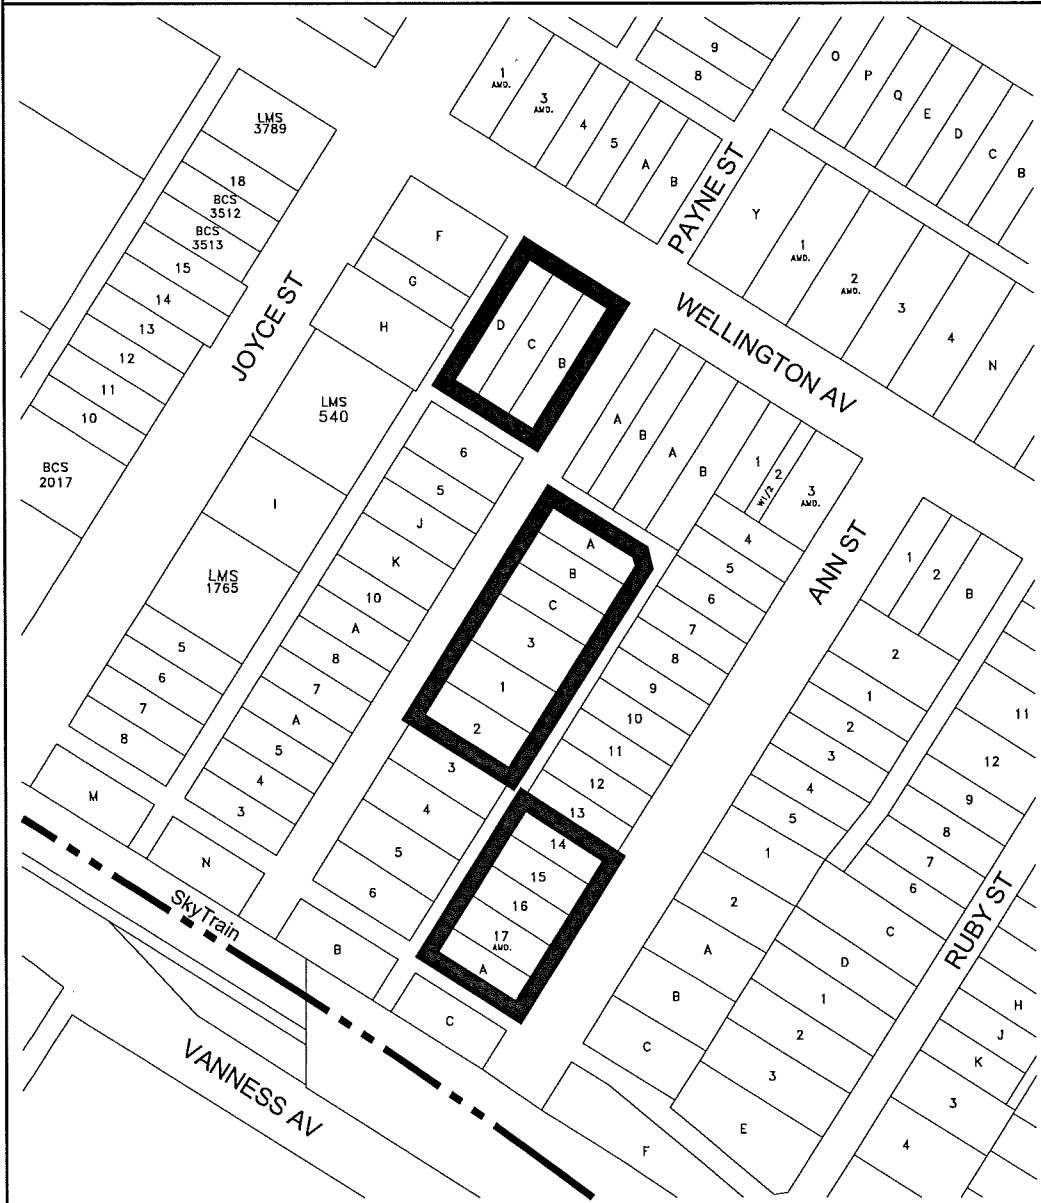 9
8
1
AMD.
3
AMD.
4
5
A
B
PAYNE ST
O
P
Q
E
D
C
B
Y
1
AMD.
2
AMD.
3
4
N
LMS
3789
18
BCS
3512
BCS
3513
15
14
13
12
11
10
BCS
2017
JOYCE ST
F
G
H
LMS
540
I
LMS
1765
5
6
7
8
M
D
C
B
WELLINGTON AV
6
5
J
K
10
A
8
7
A
5
4
3
N
A
B
A
B
1
W1/2 2
3
AMD.
4
5
6
7
8
9
10
11
12
13
A
B
C
3
1
2
3
4
5
6
B
14
15
16
17
AMD.
A
C
ANN ST
1
2
B
2
1
2
3
4
5
1
2
A
B
C
11
12
9
8
7
6
C
D
1
2
3
E
RUBY ST
H
J
K
3
4
F
SkyTrain
VANNESS AV